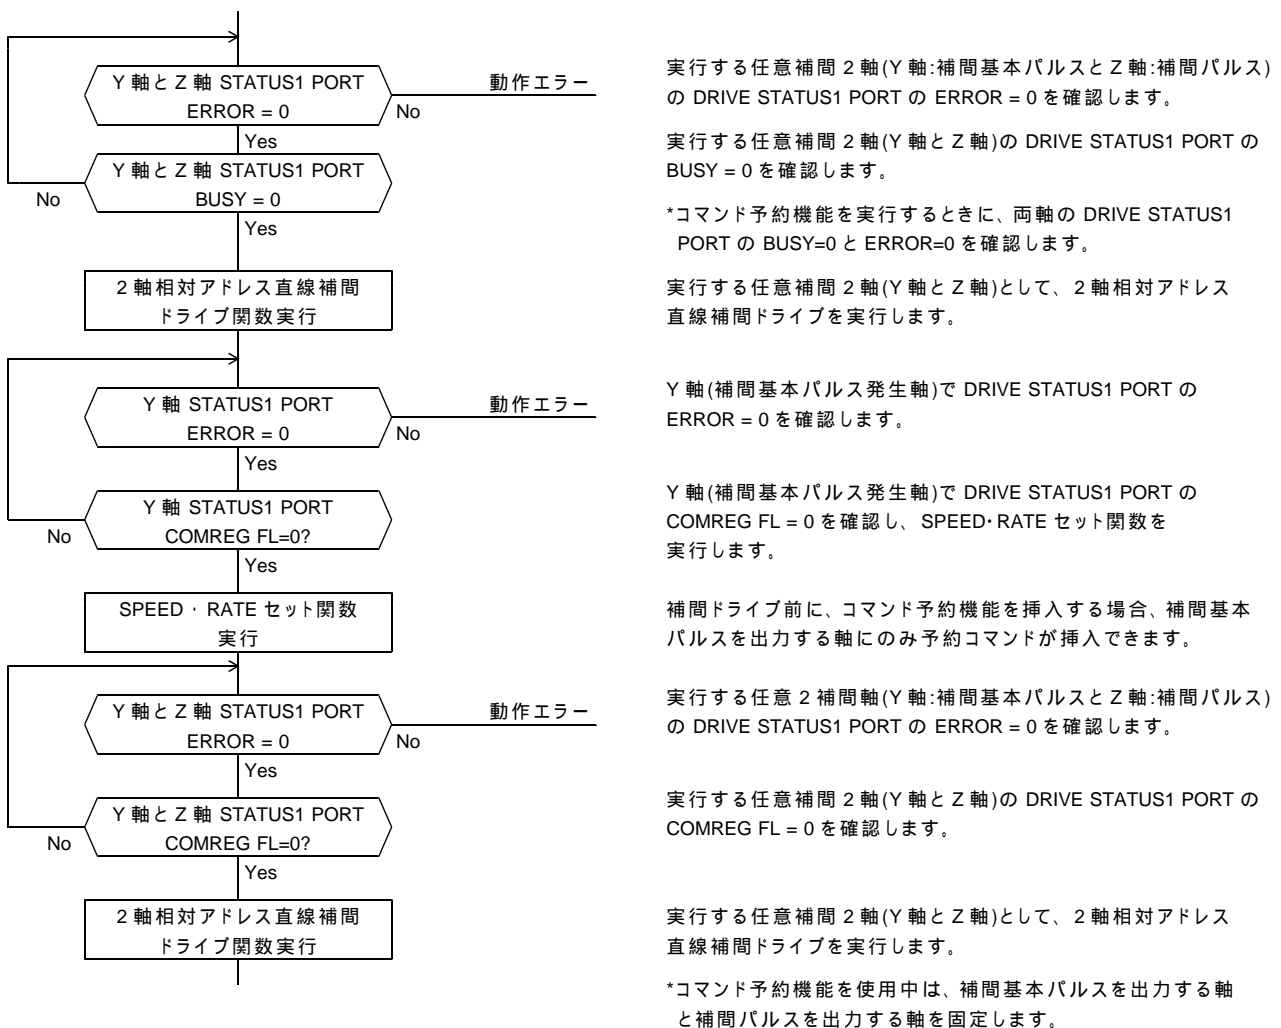 Y 軸と Z 軸 STATUS1 PORT
ERROR = 0
動作エラー
No
Yes
Y 軸と Z 軸 STATUS1 PORT
BUSY = 0
No
Yes
2 軸相対アドレス直線補間
ドライブ関数実行
Y 軸 STATUS1 PORT
ERROR = 0
動作エラー
No
Yes
Y 軸 STATUS1 PORT
COMREG FL=0?
No
Yes
SPEED・RATE セット関数
実行
Y 軸と Z 軸 STATUS1 PORT
ERROR = 0
動作エラー
No
Yes
Y 軸と Z 軸 STATUS1 PORT
COMREG FL=0?
No
Yes
2 軸相対アドレス直線補間
ドライブ関数実行
実行する任意補間 2 軸(Y 軸:補間基本パルスと Z 軸:補間パルス)
の DRIVE STATUS1 PORT の ERROR = 0 を確認します。
実行する任意補間 2 軸(Y 軸と Z 軸)の DRIVE STATUS1 PORT の
BUSY = 0 を確認します。
*コマンド予約機能を実行するときに、両軸の DRIVE STATUS1
PORT の BUSY=0 と ERROR=0 を確認します。
実行する任意補間 2 軸(Y 軸と Z 軸)として、2 軸相対アドレス
直線補間ドライブを実行します。
Y 軸(補間基本パルス発生軸)で DRIVE STATUS1 PORT の
ERROR = 0 を確認します。
Y 軸(補間基本パルス発生軸)で DRIVE STATUS1 PORT の
COMREG FL = 0 を確認し、SPEED・RATE セット関数を
実行します。
補間ドライブ前に、コマンド予約機能を挿入する場合、補間基本
パルスを出力する軸にのみ予約コマンドが挿入できます。
実行する任意 2 補間軸(Y 軸:補間基本パルスと Z 軸:補間パルス)
の DRIVE STATUS1 PORT の ERROR = 0 を確認します。
実行する任意補間 2 軸(Y 軸と Z 軸)の DRIVE STATUS1 PORT の
COMREG FL = 0 を確認します。
実行する任意補間 2 軸(Y 軸と Z 軸)として、2 軸相対アドレス
直線補間ドライブを実行します。
*コマンド予約機能を使用中は、補間基本パルスを出力する軸
と補間パルスを出力する軸を固定します。